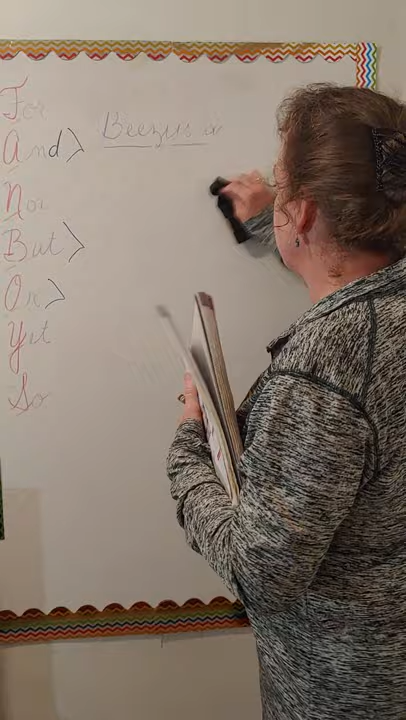 For
And >
Beezus
Nor
But >
Or >
Yet
So